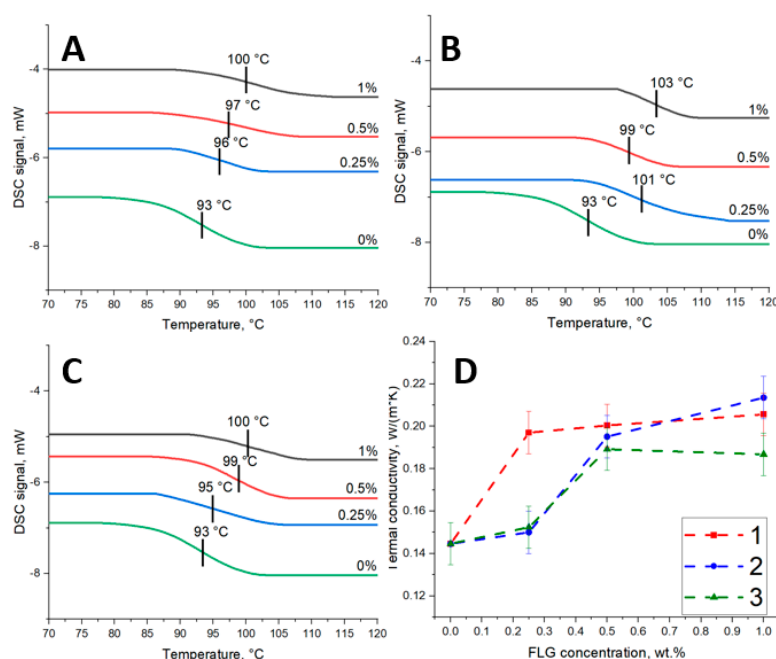 A
100 °C
-4
1%
97 °C
0.5%
96 °C
-6
0.25%
93 °C
-8
0%
DSC signal, mW
70 75 80 85 90 95 100 105 110 115 120
Temperature, °C
B
-4
103 °C
1%
99 °C
-6
0.5%
101 °C
93 °C
0.25%
-8
0%
DSC signal, mW
70 75 80 85 90 95 100 105 110 115 120
Temperature, °C
C
-4
100 °C
1%
99 °C
-6
0.5%
95 °C
0.25%
93 °C
-8
0%
DSC signal, mW
70 75 80 85 90 95 100 105 110 115 120
Temperature, °C
D
0.24
0.22
0.20
0.18
0.16
0.14
0.12
Termal conductivity, W/(m*K)
1
2
3
0.0 0.1 0.2 0.3 0.4 0.5 0.6 0.7 0.8 0.9 1.0
FLG concentration, wt.%